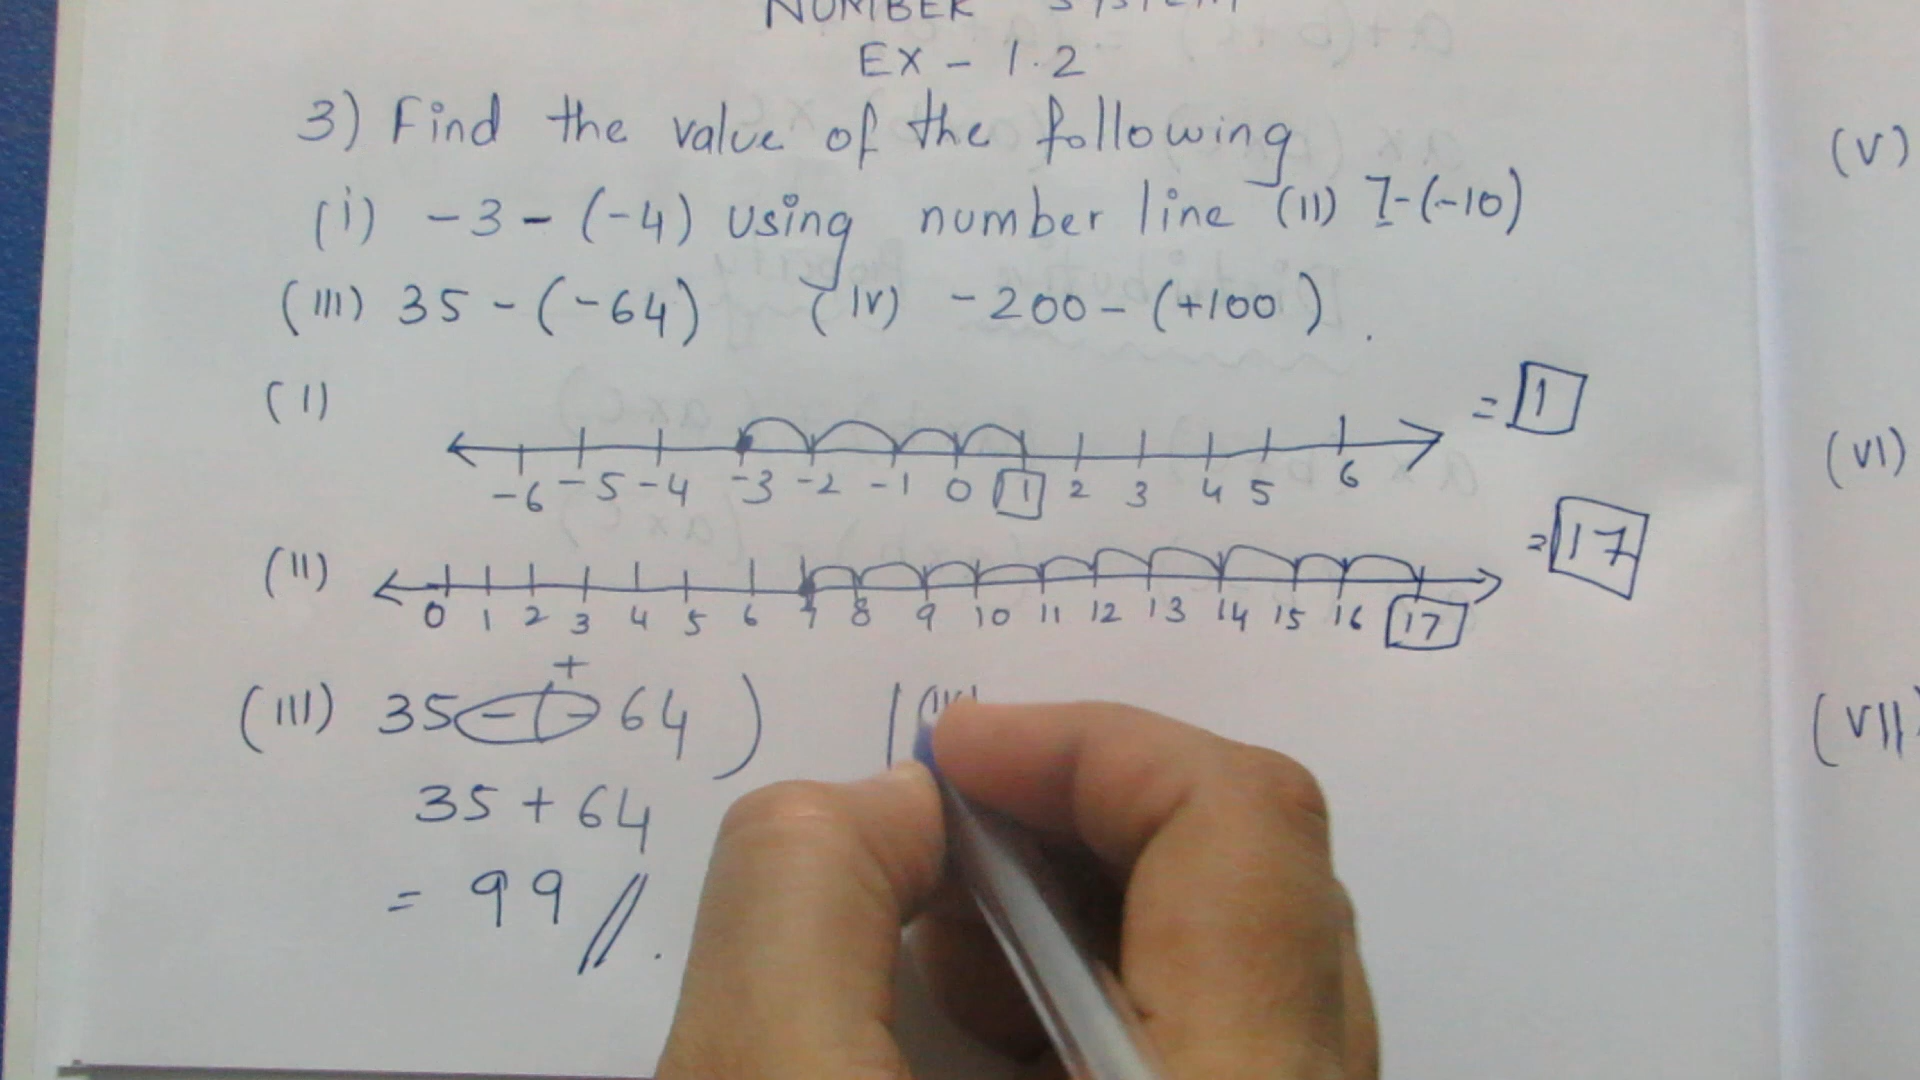 NUMBER SYSTEM
EX - 1.2
3) Find the value of the following
(i) -3 - (-4) using number line (II) 7-(-10)
(III) 35 - (-64) (IV) -200 - (+100).
(I) = 1
-6 -5 -4 -3 -2 -1 0 1 2 3 4 5 6
(II) = 17
0 1 2 3 4 5 6 7 8 9 10 11 12 13 14 15 16 17
+
(III) 35 - (- 64) (IV
35 + 64
= 99 //.
(V)
(VI)
(VII)